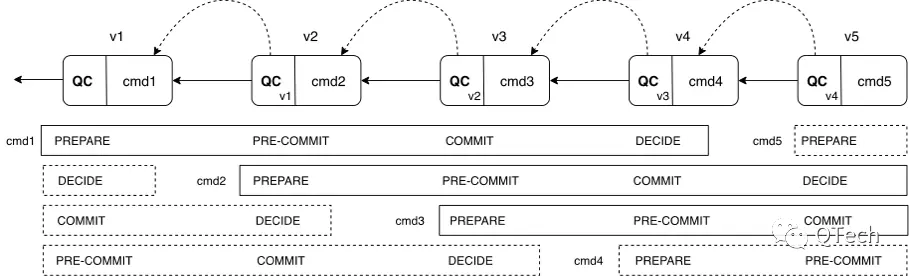 v1 v2 v3 v4 v5
QC cmd1 QC v1 cmd2 QC v2 cmd3 QC v3 cmd4 QC v4 cmd5
cmd1 PREPARE PRE-COMMIT COMMIT DECIDE cmd5 PREPARE
DECIDE cmd2 PREPARE PRE-COMMIT COMMIT DECIDE
COMMIT DECIDE cmd3 PREPARE PRE-COMMIT COMMIT
QTech
PRE-COMMIT COMMIT DECIDE cmd4 PREPARE PRE-COMMIT